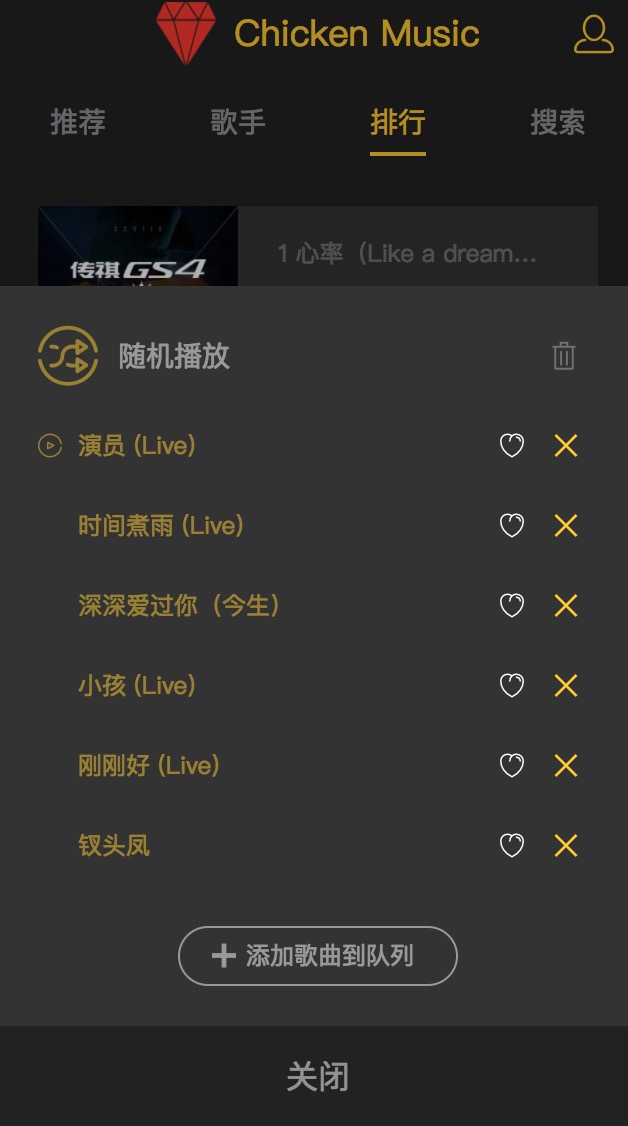 Chicken Music
推荐 歌手 排行 搜索
XXVIII4
传祺GS4
1 心率（Like a dream...
随机播放
演员 (Live)
时间煮雨 (Live)
深深爱过你（今生）
小孩 (Live)
刚刚好 (Live)
钗头凤
添加歌曲到队列
关闭